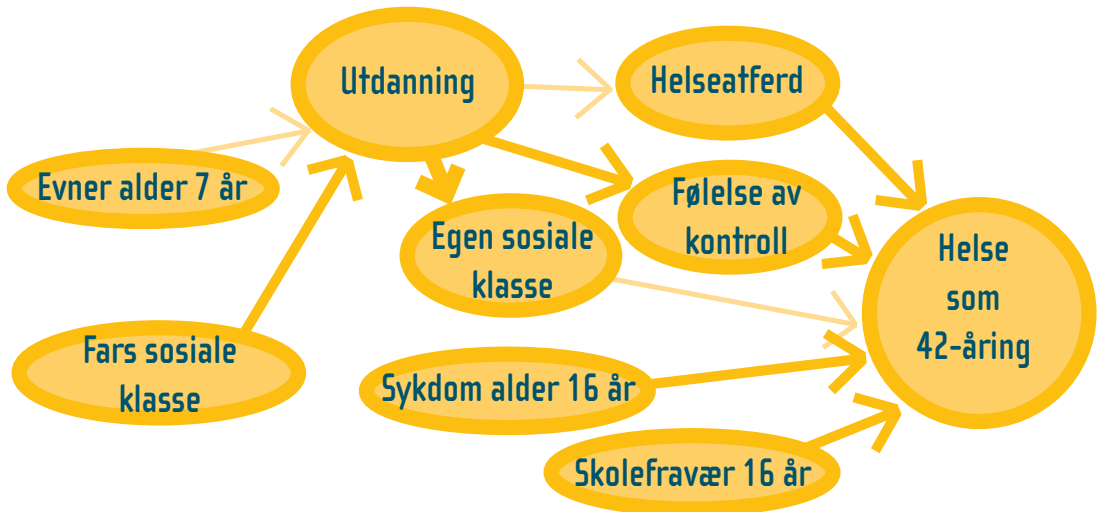 Utdanning
Helseatferd
Evner alder 7 år
Følelse av
kontroll
Egen sosiale
klasse
Helse
som
42-åring
Fars sosiale
klasse
Sykdom alder 16 år
Skolefravær 16 år